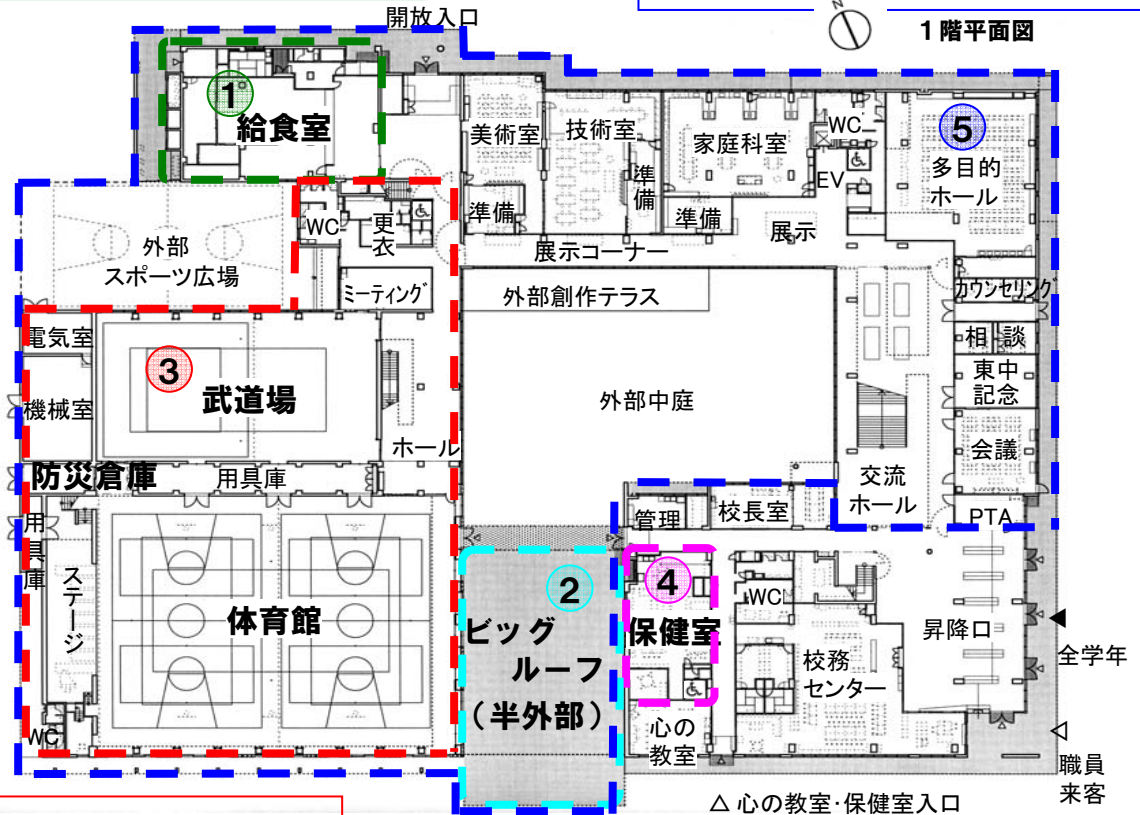 開放入口
N
1階平面図
1
給食室
美術室
技術室
家庭科室
WC
5
多目的
ホール
準備
準備
準備
EV
展示
外部
スポーツ広場
WC
更衣
ミーティング
展示コーナー
外部創作テラス
カウンセリング
電気室
3
武道場
機械室
ホール
外部中庭
相談
東中
記念
会議
交流
ホール
防災倉庫
用具庫
管理
校長室
PTA
用具庫
ステージ
体育館
WC
2
ビッグ
ルーフ
(半外部)
4
保健室
WC
昇降口
全学年
校務
センター
心の
教室
職員
来客
△ 心の教室・保健室入口